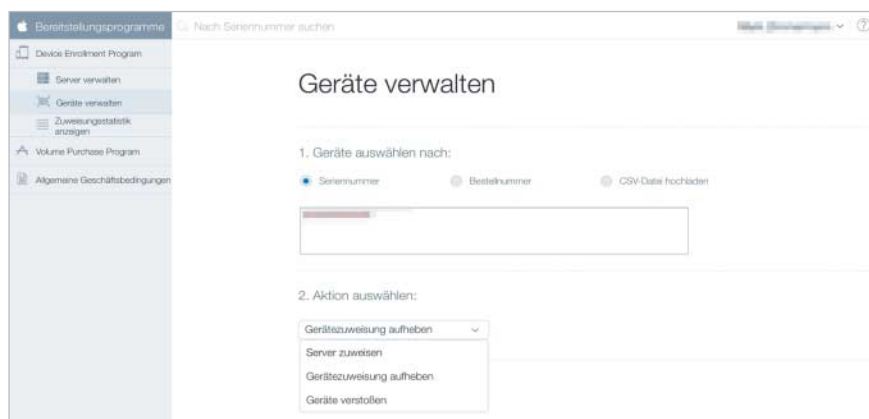 Bereitstellungsprogramme
Nach Seriennummer suchen
Device Enrollment Program
Server verwalten
Geräte verwalten
Zuweisungsstatistik
anzeigen
Volume Purchase Program
Allgemeine Geschäftsbedingungen
Geräte verwalten
1. Geräte auswählen nach:
Seriennummer Bestellnummer CSV-Datei hochladen
2. Aktion auswählen:
Gerätezuweisung aufheben
Server zuweisen
Gerätezuweisung aufheben
Geräte verstoßen